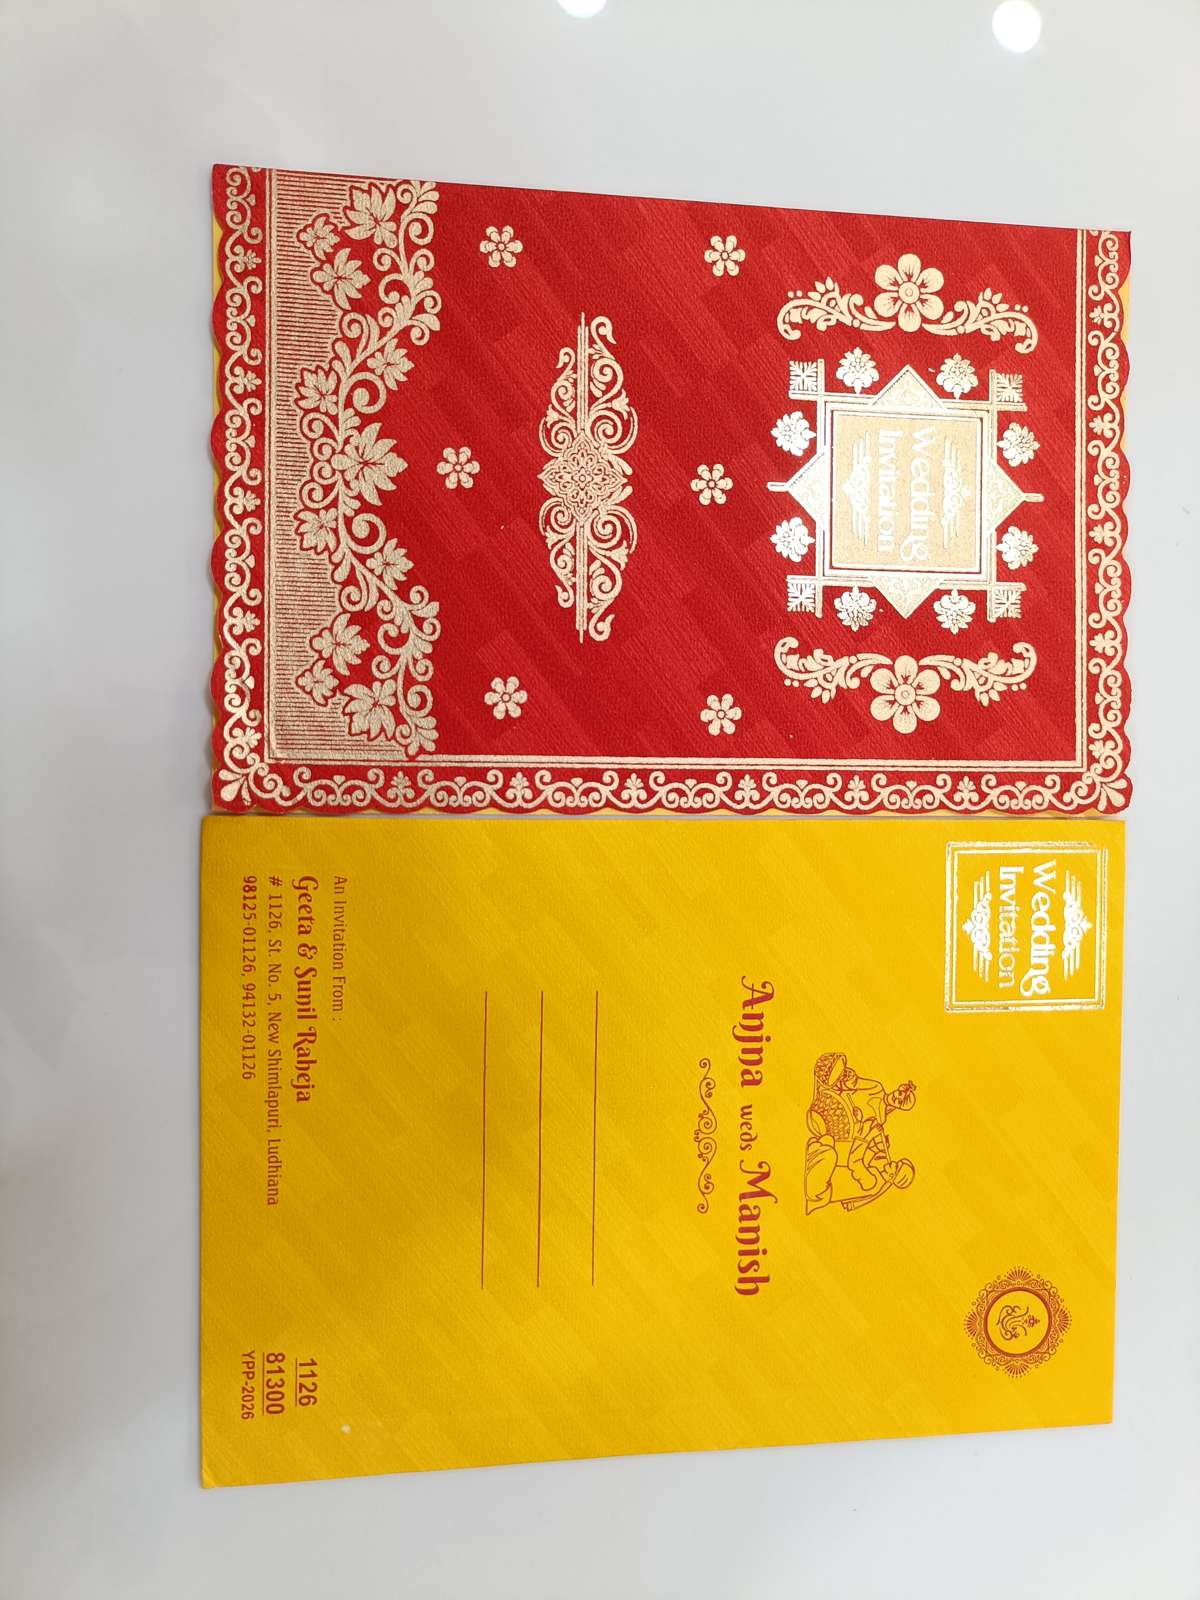 Wedding
Invitation
Wedding
Invitation
Anjna weds Manish
An Invitation From :
Geeta & Sunil Raheja
# 1126, St. No. 5, New Shimlapuri, Ludhiana
98125-01126, 94132-01126
1126
81300
YPP-2026